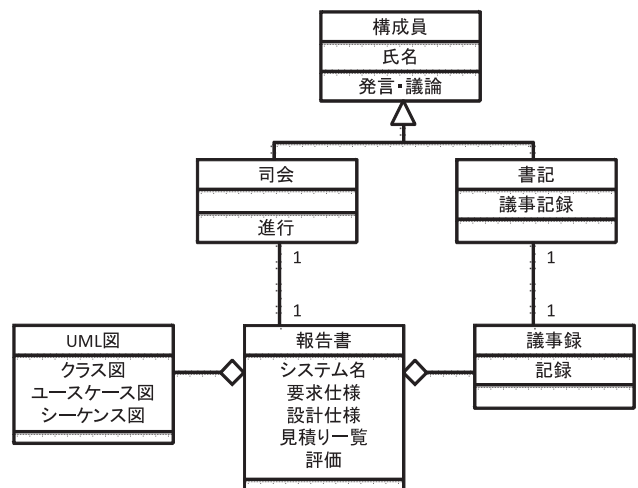 構成員
氏名
発言・議論
司会
進行
書記
議事記録
1
1
1
1
UML図
クラス図
ユースケース図
シーケンス図
報告書
システム名
要求仕様
設計仕様
見積り一覧
評価
議事録
記録